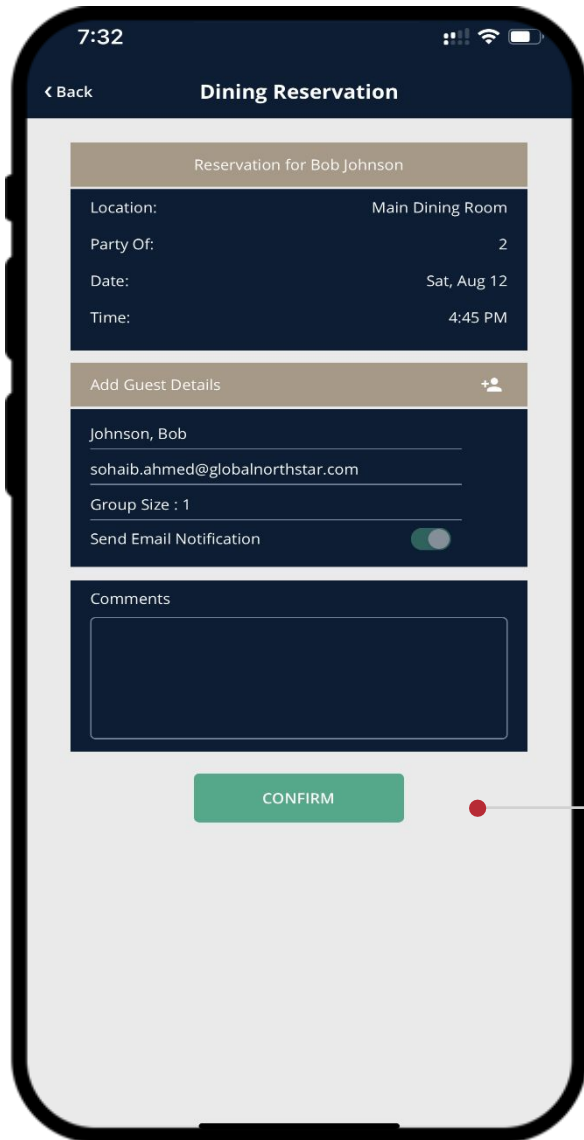 7:32
Back
Dining Reservation
Reservation for Bob Johnson
Location: Main Dining Room
Party Of: 2
Date: Sat, Aug 12
Time: 4:45 PM
Add Guest Details
Johnson, Bob
sohaib.ahmed@globalnorthstar.com
Group Size : 1
Send Email Notification
Comments
CONFIRM